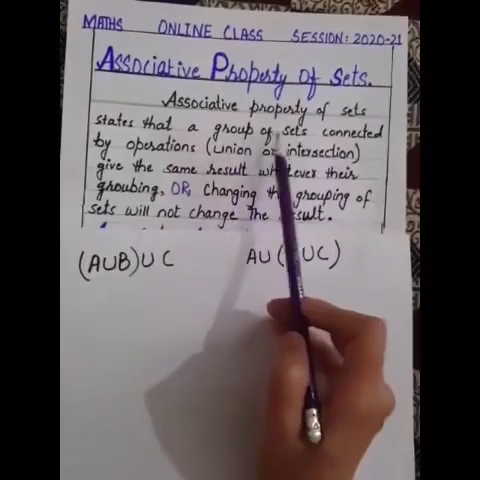 MATHS ONLINE CLASS SESSION: 2020-21
Associative Property Of Sets.
Associative property of sets
states that a group of sets connected
by operations (union or intersection)
give the same result whatever their
groubing, OR, Changing the grouping of
sets will not change The result.
(AUB)U C AU( UC)